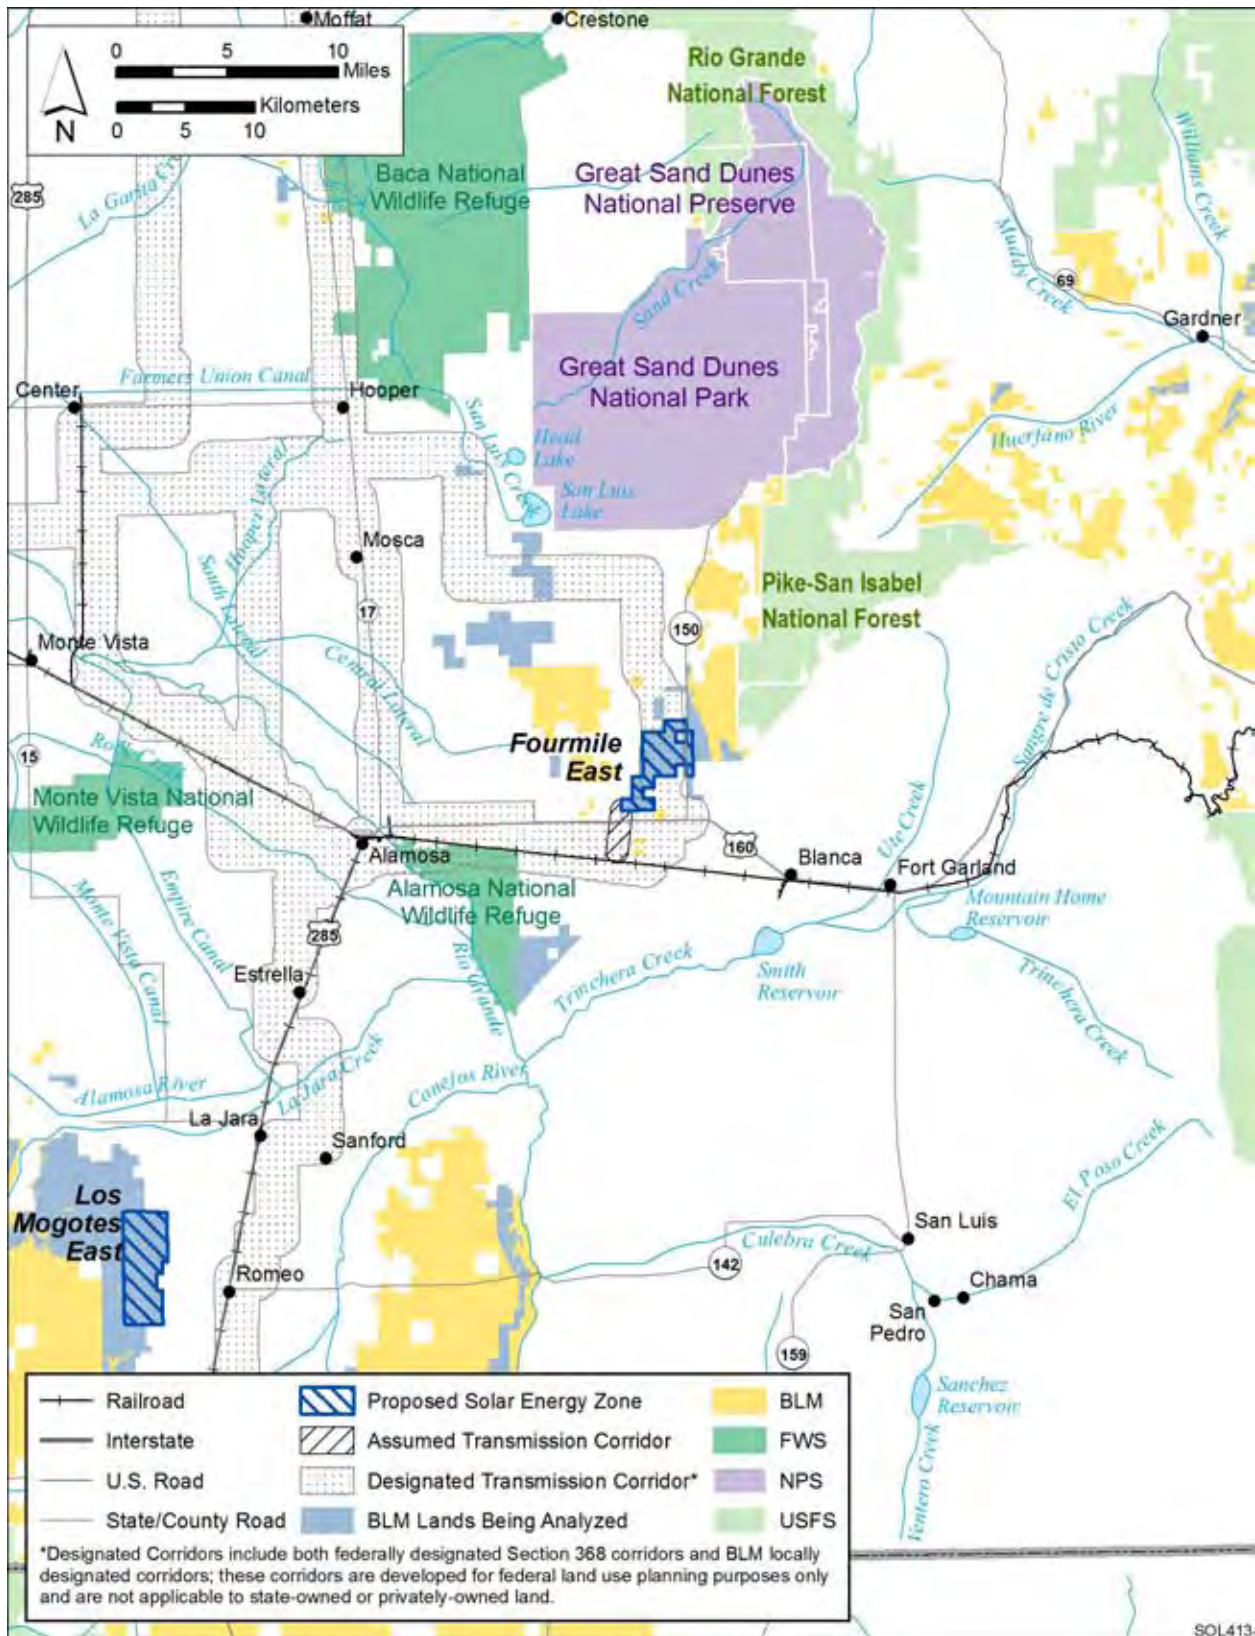 Moffat
Crestone
0 5 10
Miles
Kilometers
0 5 10
N
Rio Grande
National Forest
285
La Garita Cre
Baca National
Wildlife Refuge
Great Sand Dunes
National Preserve
Williams Creek
Muddy Creek
69
Sand Creek
Gardner
Great Sand Dunes
National Park
Farmers Union Canal
Center
Hooper
San Luis Creek
Huerfano River
Head
Lake
San Luis
Lake
Hooper Lateral
Mosca
South Lateral
17
Pike-San Isabel
National Forest
150
Monte Vista
Central Lateral
Sangre de Cristo Creek
Fourmile
East
15
Monte Vista National
Wildlife Refuge
Ute Creek
160
Alamosa
Blanca
Fort Garland
Alamosa National
Wildlife Refuge
Mountain Home
Reservoir
Empire Canal
Monte Vista Canal
285
Rio Grande
Trinchera Creek
Smith
Reservoir
Trinchera Creek
Estrella
Alamosa River
La Jara Creek
Conejos River
La Jara
Sanford
El Poso Creek
Los
Mogotes
East
San Luis
Culebra Creek
142
Romeo
Chama
San
Pedro
159
Sanchez
Reservoir
Ventero Creek
Railroad
Interstate
U.S. Road
State/County Road
Proposed Solar Energy Zone
Assumed Transmission Corridor
Designated Transmission Corridor*
BLM Lands Being Analyzed
BLM
FWS
NPS
USFS
*Designated Corridors include both federally designated Section 368 corridors and BLM locally
designated corridors; these corridors are developed for federal land use planning purposes only
and are not applicable to state-owned or privately-owned land.
SOL413